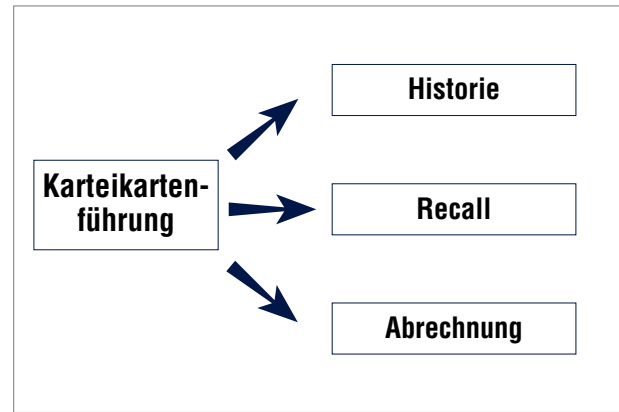 Historie
Karteikarten-
führung
Recall
Abrechnung